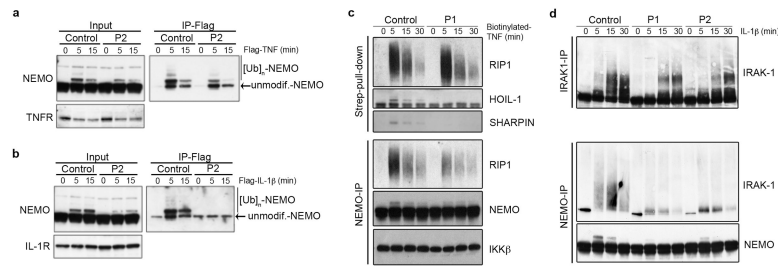 a
Input
IP-Flag
Control P2 Control P2
0 5 15 0 5 15 0 5 15 0 5 15 Flag-TNF (min)
NEMO
[Ub]n-NEMO
←unmodif.-NEMO
TNFR
b
Input
IP-Flag
Control P2 Control P2
0 5 15 0 5 15 0 5 15 0 5 15 Flag-IL-1β (min)
NEMO
[Ub]n-NEMO
←unmodif.-NEMO
IL-1R
c
Control P1
Biotinylated-
TNF (min)
0 5 15 30 0 5 15 30
Strep-pull-down
RIP1
HOIL-1
SHARPIN
NEMO-IP
RIP1
NEMO
IKKβ
d
Control P1 P2
0 5 15 30 0 5 15 30 0 5 15 30 IL-1β (min)
IRAK1-IP
IRAK-1
NEMO-IP
IRAK-1
NEMO